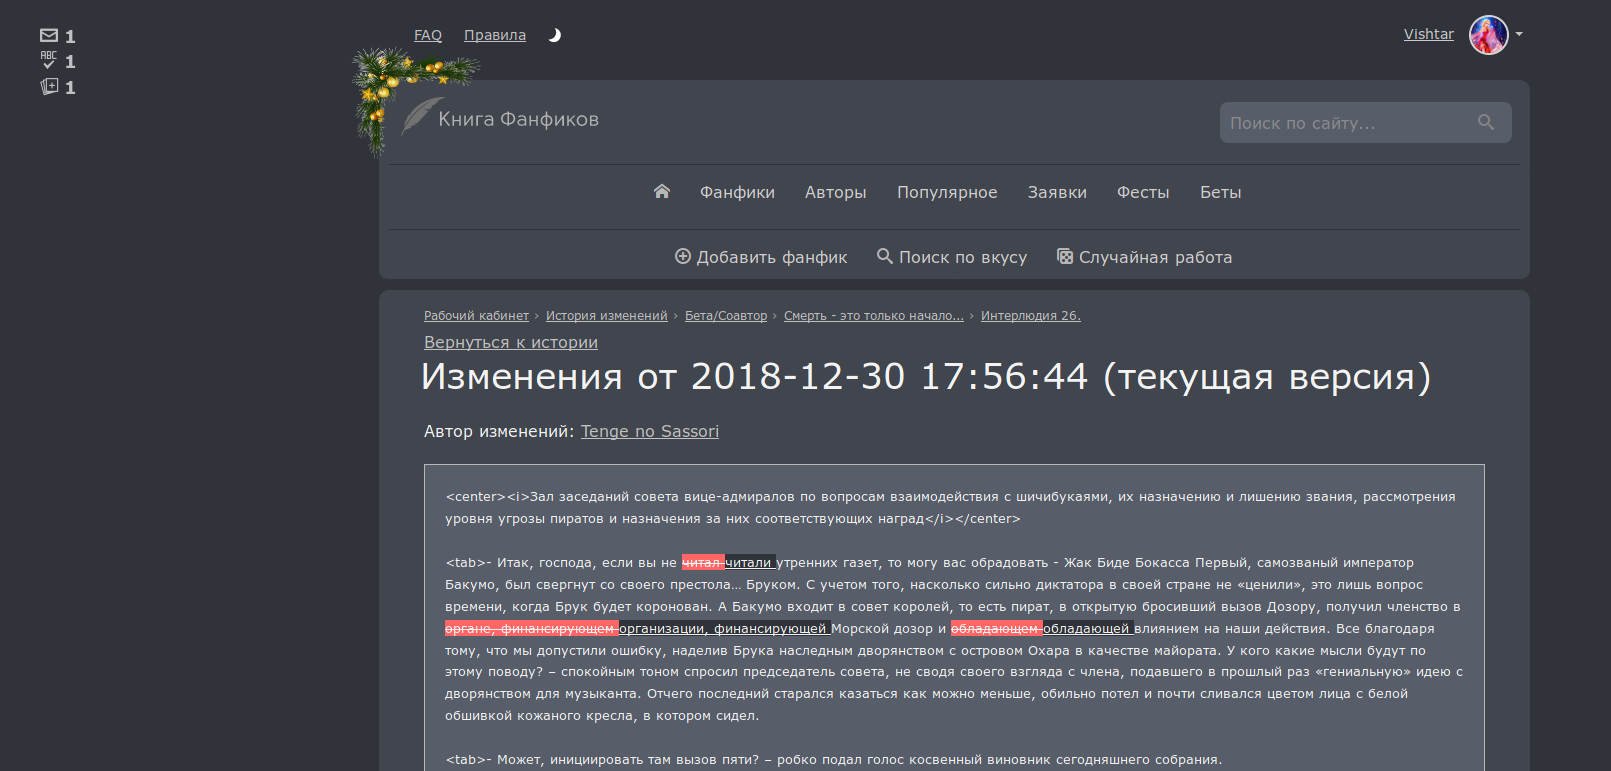 1
ABC
1
1
FAQ Правила
Vishtar
Книга Фанфиков
Поиск по сайту...
Фанфики Авторы Популярное Заявки Фесты Беты
Добавить фанфик Поиск по вкусу Случайная работа
Рабочий кабинет › История изменений › Бета/Соавтор › Смерть - это только начало... › Интерлюдия 26.
Вернуться к истории
Изменения от 2018-12-30 17:56:44 (текущая версия)
Автор изменений: Tenge no Sassori
<center><i>Зал заседаний совета вице-адмиралов по вопросам взаимодействия с шичибукаями, их назначению и лишению звания, рассмотрения
уровня угрозы пиратов и назначения за них соответствующих наград</i></center>
<tab>- Итак, господа, если вы не читал читали утренних газет, то могу вас обрадовать - Жак Биде Бокасса Первый, самозваный император
Бакумо, был свергнут со своего престола… Бруком. С учетом того, насколько сильно диктатора в своей стране не «ценили», это лишь вопрос
времени, когда Брук будет коронован. А Бакумо входит в совет королей, то есть пират, в открытую бросивший вызов Дозору, получил членство в
органе, финансирующем организации, финансирующей Морской дозор и обладающем обладающей влиянием на наши действия. Все благодаря
тому, что мы допустили ошибку, наделив Брука наследным дворянством с островом Охара в качестве майората. У кого какие мысли будут по
этому поводу? – спокойным тоном спросил председатель совета, не сводя своего взгляда с члена, подавшего в прошлый раз «гениальную» идею с
дворянством для музыканта. Отчего последний старался казаться как можно меньше, обильно потел и почти сливался цветом лица с белой
обшивкой кожаного кресла, в котором сидел.
<tab>- Может, инициировать там вызов пяти? – робко подал голос косвенный виновник сегодняшнего собрания.